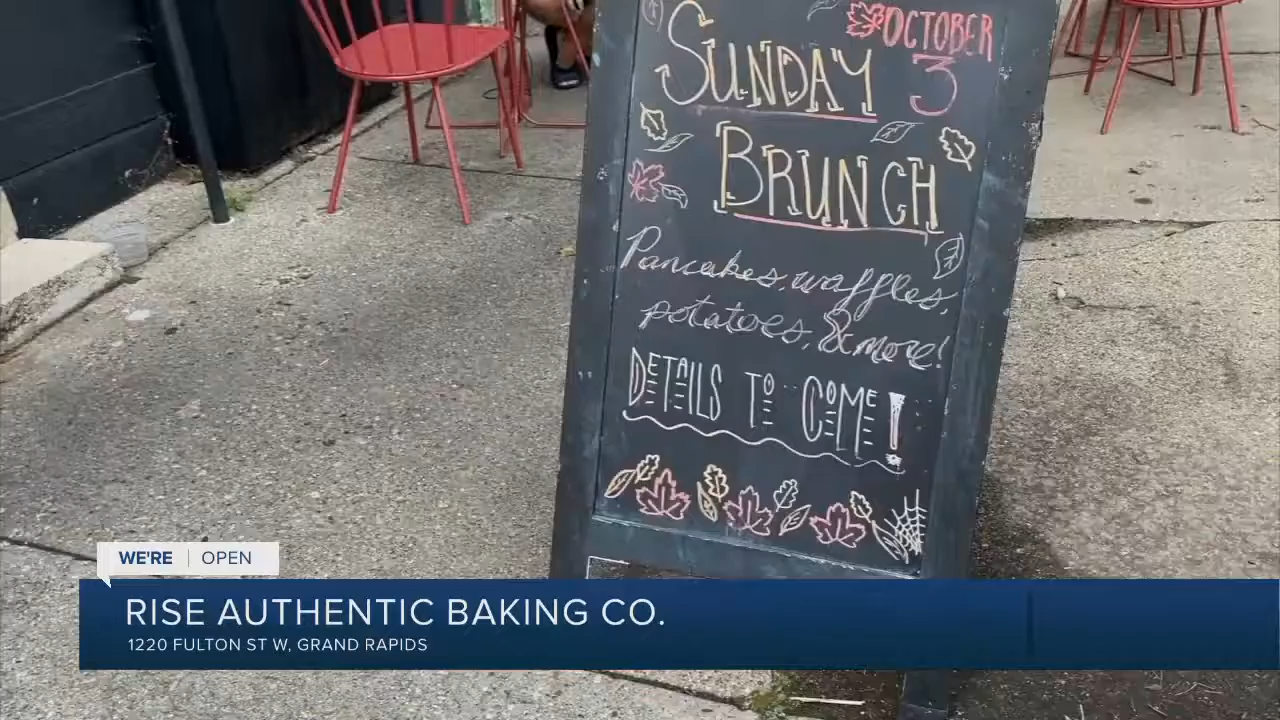 OCTOBER
SUNDAY 3
BRUNCH
Pancakes, waffles,
potatoes, & more!
DETAILS TO COME!
WE'RE | OPEN
RISE AUTHENTIC BAKING CO.
1220 FULTON ST W, GRAND RAPIDS